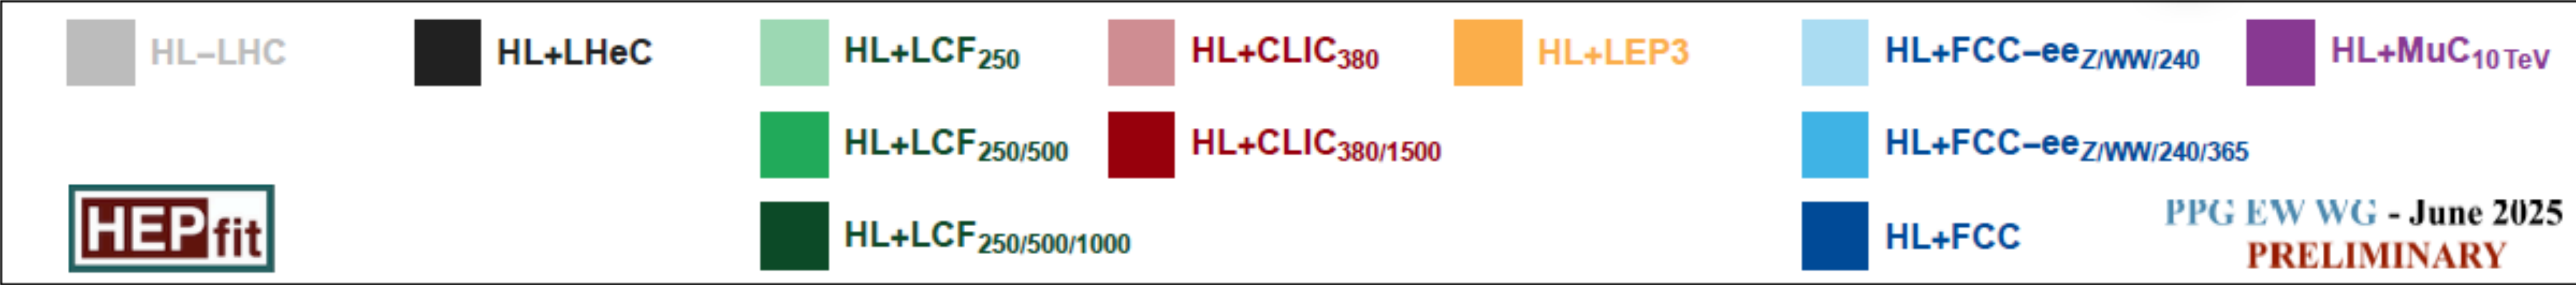 HL–LHC HL+LHeC HL+LCF250 HL+CLIC380 HL+LEP3 HL+FCC–eeZ/WW/240 HL+MuC10 TeV
HL+LCF250/500 HL+CLIC380/1500 HL+FCC–eeZ/WW/240/365
HEPfit HL+LCF250/500/1000 HL+FCC PPG EW WG - June 2025
PRELIMINARY